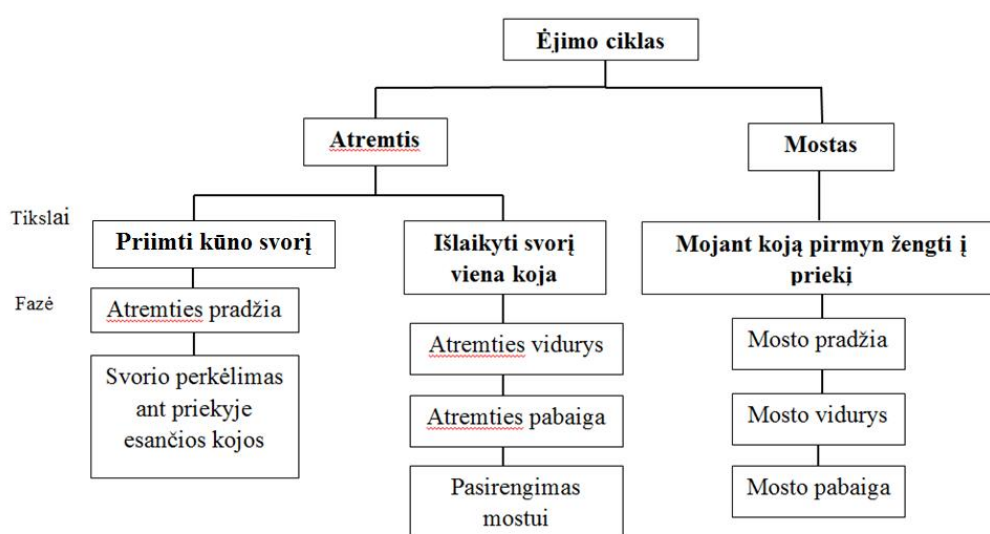 Ėjimo ciklas
Atremtis
Mostas
Tikslai
Priimti kūno svorį
Išlaikyti svorį
viena koja
Mojant koją pirmyn žengti į
priekį
Fazė
Atremties pradžia
Svorio perkėlimas
ant priekyje
esančios kojos
Atremties vidurys
Atremties pabaiga
Pasirengimas
mostui
Mosto pradžia
Mosto vidurys
Mosto pabaiga